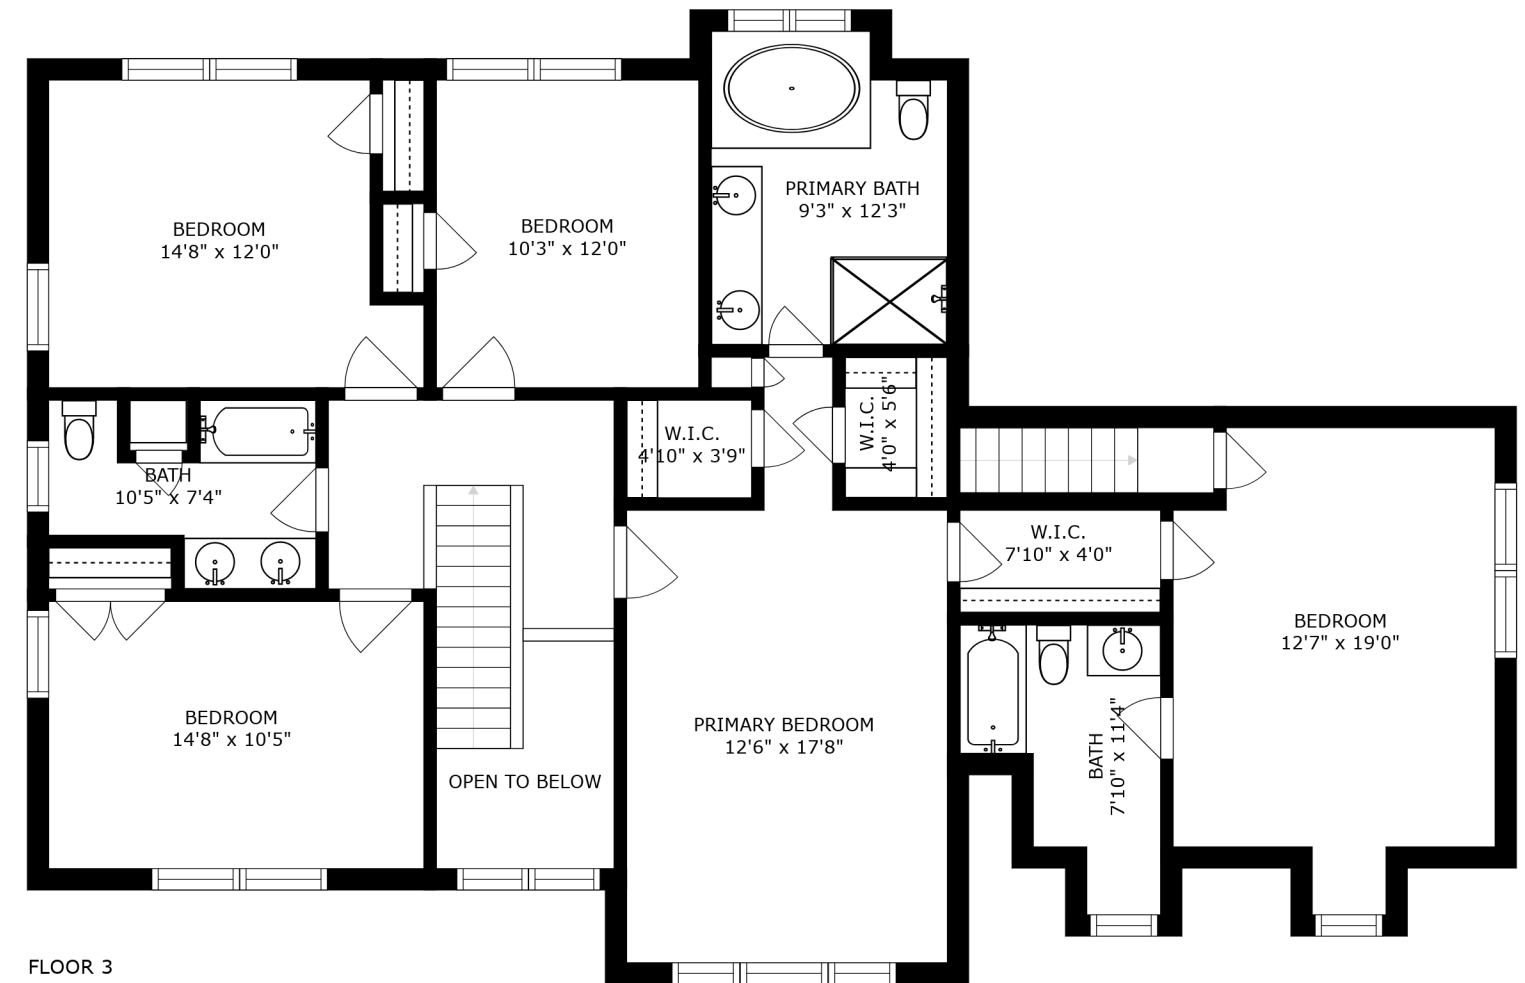 PRIMARY BATH
9'3" x 12'3"
BEDROOM
14'8" x 12'0"
BEDROOM
10'3" x 12'0"
W.I.C.
4'10" x 3'9"
W.I.C.
4'0" x 5'6"
BATH
10'5" x 7'4"
W.I.C.
7'10" x 4'0"
BEDROOM
12'7" x 19'0"
BEDROOM
14'8" x 10'5"
PRIMARY BEDROOM
12'6" x 17'8"
BATH
7'10" x 11'4"
OPEN TO BELOW
FLOOR 3